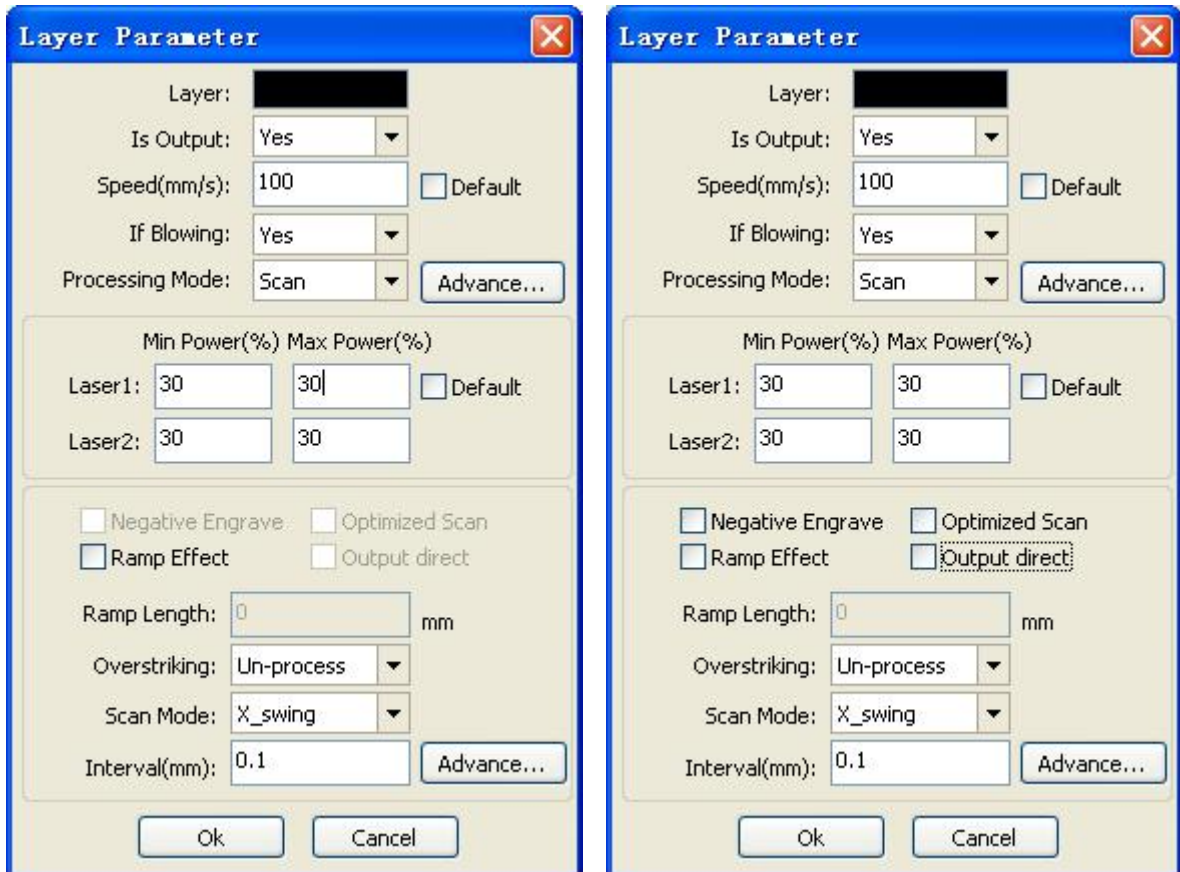 Layer Parameter
Layer:
Is Output: Yes
Speed(mm/s): 100 Default
If Blowing: Yes
Processing Mode: Scan Advance...
Min Power(%) Max Power(%)
Laser1: 30 30 Default
Laser2: 30 30
Negative Engrave Optimized Scan
Ramp Effect Output direct
Ramp Length: 0 mm
Overstriking: Un-process
Scan Mode: X_swing
Interval(mm): 0.1 Advance...
Ok Cancel
Layer Parameter
Layer:
Is Output: Yes
Speed(mm/s): 100 Default
If Blowing: Yes
Processing Mode: Scan Advance...
Min Power(%) Max Power(%)
Laser1: 30 30 Default
Laser2: 30 30
Negative Engrave Optimized Scan
Ramp Effect Output direct
Ramp Length: 0 mm
Overstriking: Un-process
Scan Mode: X_swing
Interval(mm): 0.1 Advance...
Ok Cancel